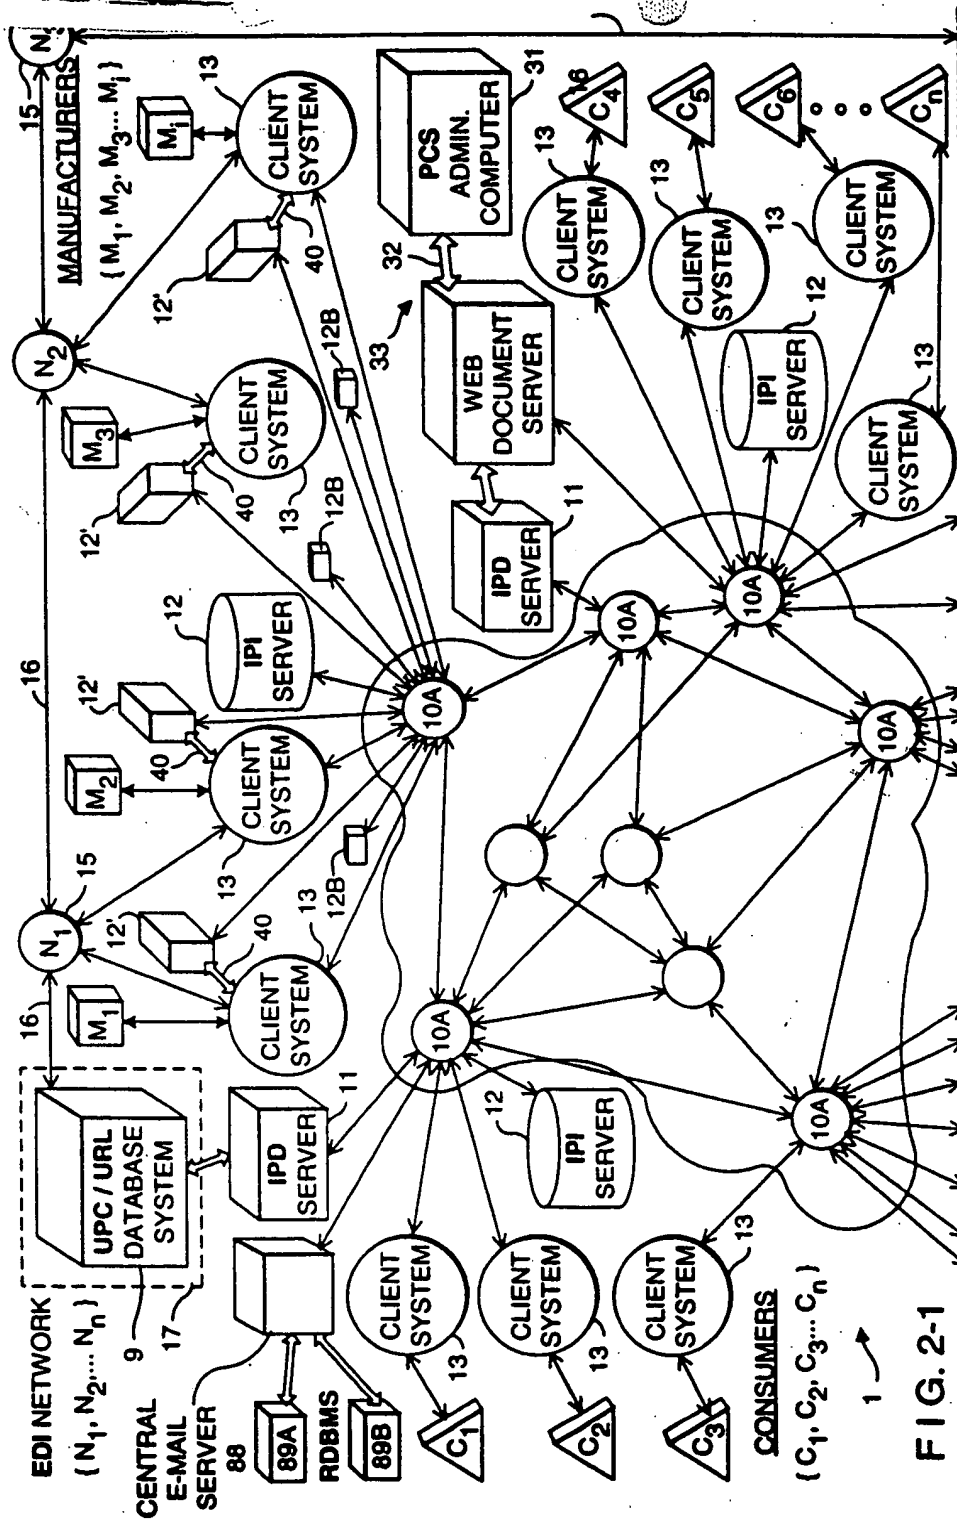 EDI NETWORK
{ N1, N2,.... Nn }
9
17
UPC / URL
DATABASE
SYSTEM
16
N1
15
16
N2
15
N
MANUFACTURERS
{ M1, M2, M3... Mi }
M1
12'
40
CLIENT
SYSTEM
13
12B
M2
12'
40
CLIENT
SYSTEM
13
12
IPI
SERVER
M3
12'
40
CLIENT
SYSTEM
13
12B
Mi
12'
40
CLIENT
SYSTEM
13
12B
IPD
SERVER
11
CENTRAL
E-MAIL
SERVER
88
89A
RDBMS
89B
10A
10A
10A
10A
10A
10A
IPD
SERVER
11
WEB
DOCUMENT
SERVER
33
32
PCS
ADMIN.
COMPUTER
31
C1
CLIENT
SYSTEM
13
C2
CLIENT
SYSTEM
13
C3
CLIENT
SYSTEM
13
12
IPI
SERVER
CLIENT
SYSTEM
13
C4
16
CLIENT
SYSTEM
13
C5
CLIENT
SYSTEM
13
C6
IPI
SERVER
12
CLIENT
SYSTEM
13
Cn
CONSUMERS
{ C1, C2, C3... Cn }
1
FIG. 2-1